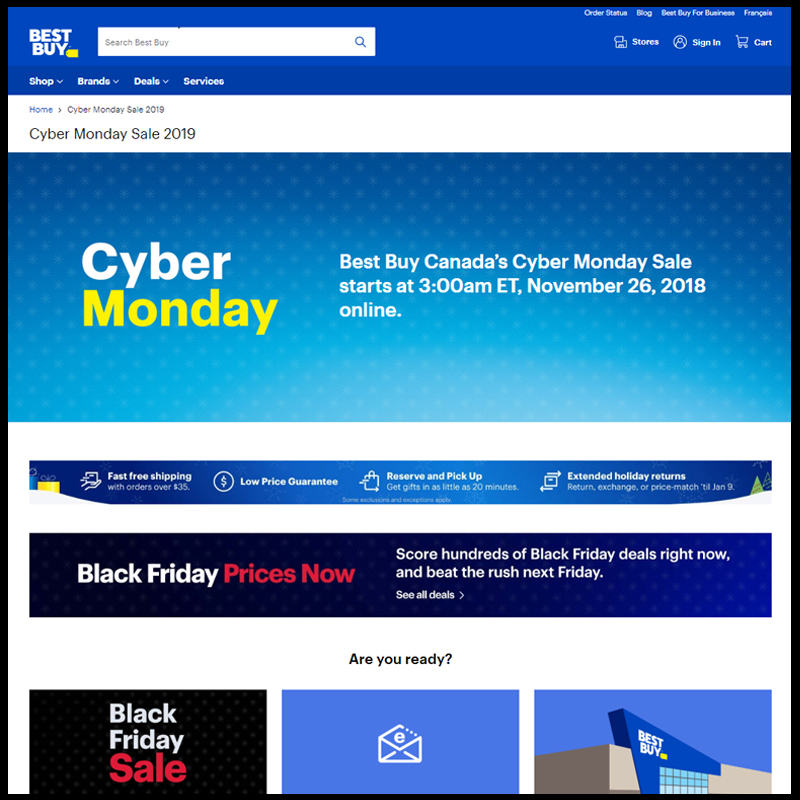 Order Status Blog Best Buy For Business Français
BEST
BUY
Search Best Buy
Stores Sign In Cart
Shop Brands Deals Services
Home › Cyber Monday Sale 2019
Cyber Monday Sale 2019
Cyber
Monday
Best Buy Canada’s Cyber Monday Sale
starts at 3:00am ET, November 26, 2018
online.
Fast free shipping
with orders over $35.
Low Price Guarantee
Reserve and Pick Up
Get gifts in as little as 20 minutes.
Extended holiday returns
Return, exchange, or price-match ’til Jan 9.
Some exclusions and exceptions apply.
Black Friday Prices Now
Score hundreds of Black Friday deals right now,
and beat the rush next Friday.
See all deals >
Are you ready?
Black
Friday
Sale
e
BEST
BUY